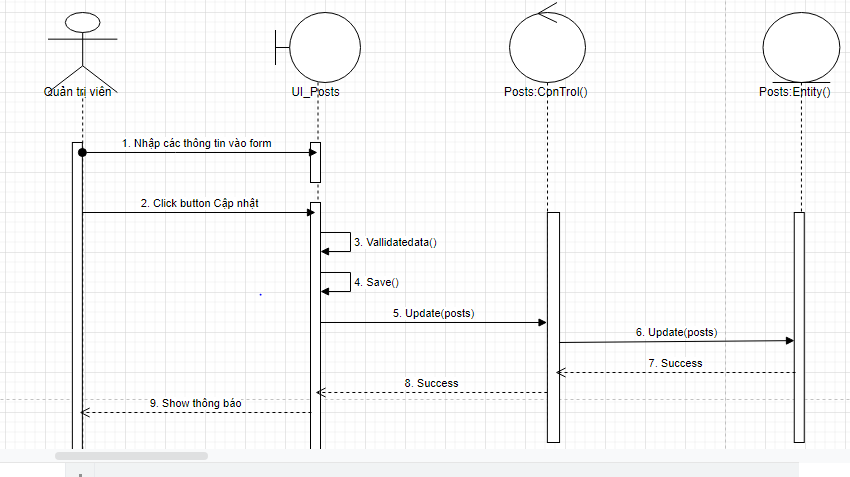 Quản trị viên
UI_Posts
Posts:ConTrol()
Posts:Entity()
1. Nhập các thông tin vào form
2. Click button Cập nhật
3. Vallidatedata()
4. Save()
5. Update(posts)
6. Update(posts)
7. Success
8. Success
9. Show thông báo